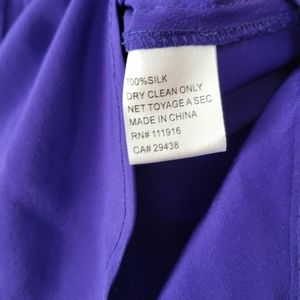 100%SILK
DRY CLEAN ONLY
NET TOYAGE A SEC
MADE IN CHINA
RN# 111916
CA# 29438